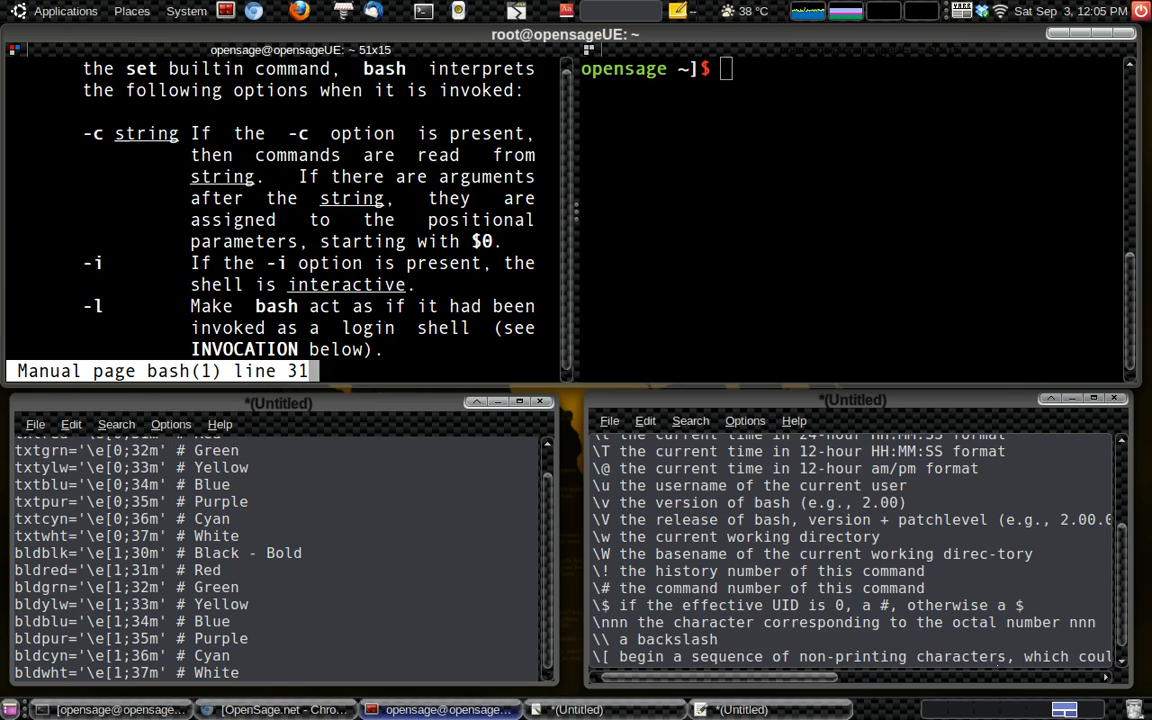 Applications Places System -- 38 °C Sat Sep 3, 12:05 PM
root@opensageUE: ~
opensage@opensageUE: ~ 51x15
the set builtin command, bash interprets
the following options when it is invoked:
-c string If the -c option is present,
then commands are read from
string. If there are arguments
after the string, they are
assigned to the positional
parameters, starting with $0.
-i If the -i option is present, the
shell is interactive.
-l Make bash act as if it had been
invoked as a login shell (see
INVOCATION below).
Manual page bash(1) line 31
opensage ~]$
*(Untitled)
File Edit Search Options Help
txtgrn='\e[0;32m' # Green
txtylw='\e[0;33m' # Yellow
txtblu='\e[0;34m' # Blue
txtpur='\e[0;35m' # Purple
txtcyn='\e[0;36m' # Cyan
txtwht='\e[0;37m' # White
bldblk='\e[1;30m' # Black - Bold
bldred='\e[1;31m' # Red
bldgrn='\e[1;32m' # Green
bldylw='\e[1;33m' # Yellow
bldblu='\e[1;34m' # Blue
bldpur='\e[1;35m' # Purple
bldcyn='\e[1;36m' # Cyan
bldwht='\e[1;37m' # White
*(Untitled)
File Edit Search Options Help
\t the current time in 24-hour HH:MM:SS format
\T the current time in 12-hour HH:MM:SS format
\@ the current time in 12-hour am/pm format
\u the username of the current user
\v the version of bash (e.g., 2.00)
\V the release of bash, version + patchlevel (e.g., 2.00.0
\w the current working directory
\W the basename of the current working direc-tory
\! the history number of this command
\# the command number of this command
\$ if the effective UID is 0, a #, otherwise a $
\nnn the character corresponding to the octal number nnn
\\ a backslash
\[ begin a sequence of non-printing characters, which coul
[opensage@opensage... [OpenSage.net - Chro... opensage@opensage... *(Untitled) *(Untitled)